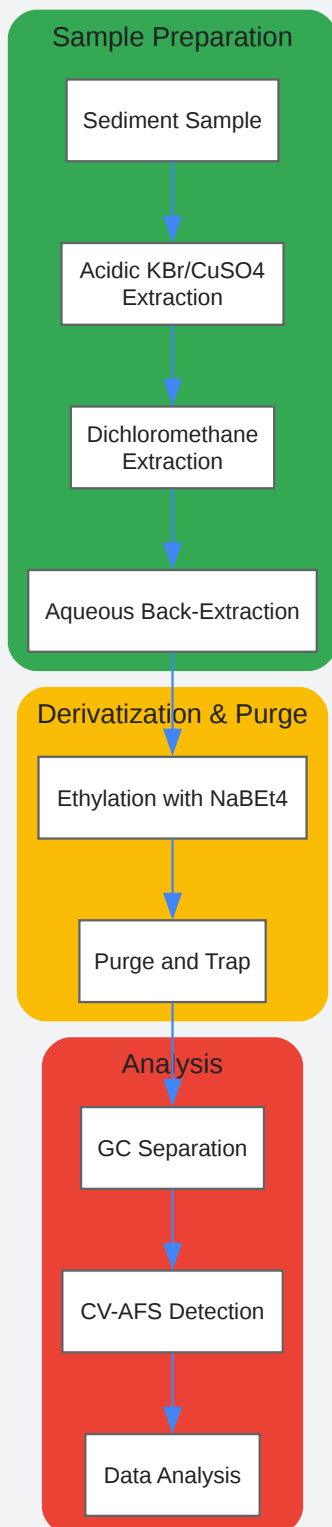 Sample Preparation
Sediment Sample
Acidic KBr/CuSO4
Extraction
Dichloromethane
Extraction
Aqueous Back-Extraction
Derivatization & Purge
Ethylation with NaBEt4
Purge and Trap
Analysis
GC Separation
CV-AFS Detection
Data Analysis